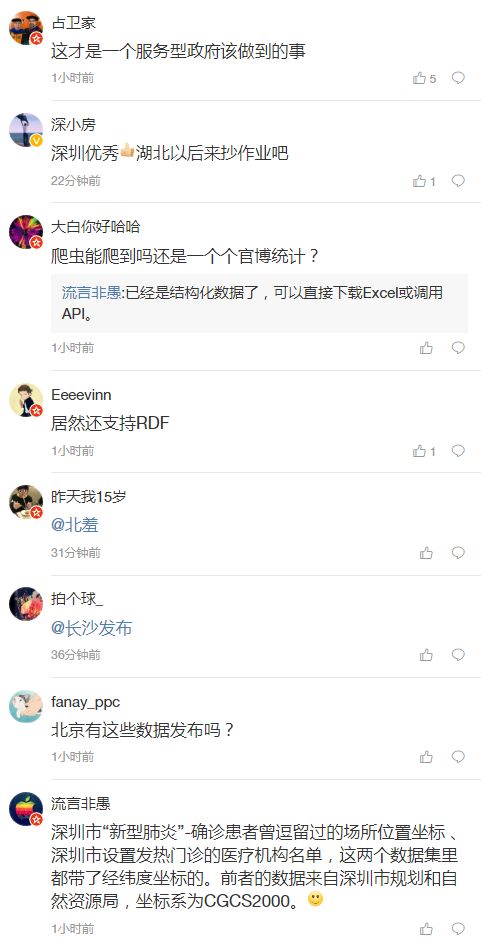 占卫家
这才是一个服务型政府该做到的事
1小时前
5
深小房
深圳优秀👍湖北以后来抄作业吧
22分钟前
1
大白你好哈哈
爬虫能爬到吗还是一个个官博统计？
流言非愚:已经是结构化数据了，可以直接下载Excel或调用
API。
1小时前
Eeeevinn
居然还支持RDF
1小时前
1
昨天我15岁
@北羞
31分钟前
拍个球_
@长沙发布
36分钟前
fanay_ppc
北京有这些数据发布吗？
1小时前
流言非愚
深圳市“新型肺炎”-确诊患者曾逗留过的场所位置坐标、
深圳市设置发热门诊的医疗机构名单，这两个数据集里
都带了经纬度坐标的。前者的数据来自深圳市规划和自
然资源局，坐标系为CGCS2000。🙂
1小时前